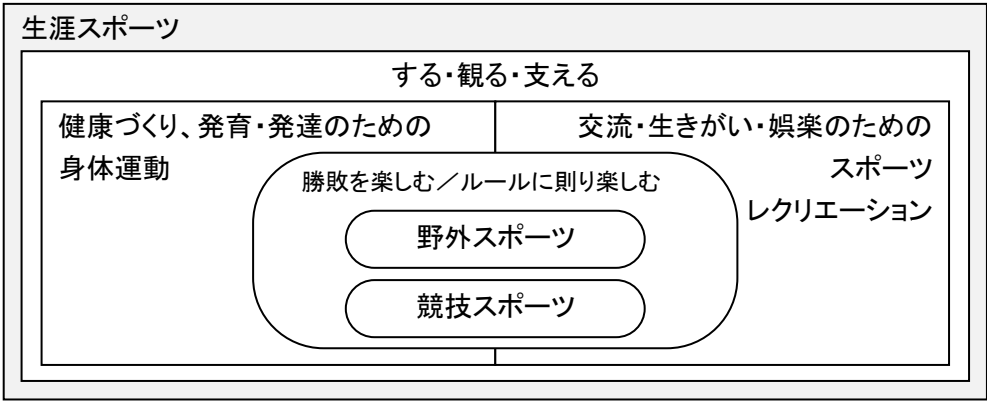 生涯スポーツ
する・観る・支える
健康づくり、発育・発達のための
身体運動
交流・生きがい・娯楽のための
スポーツ
レクリエーション
勝敗を楽しむ／ルールに則り楽しむ
野外スポーツ
競技スポーツ